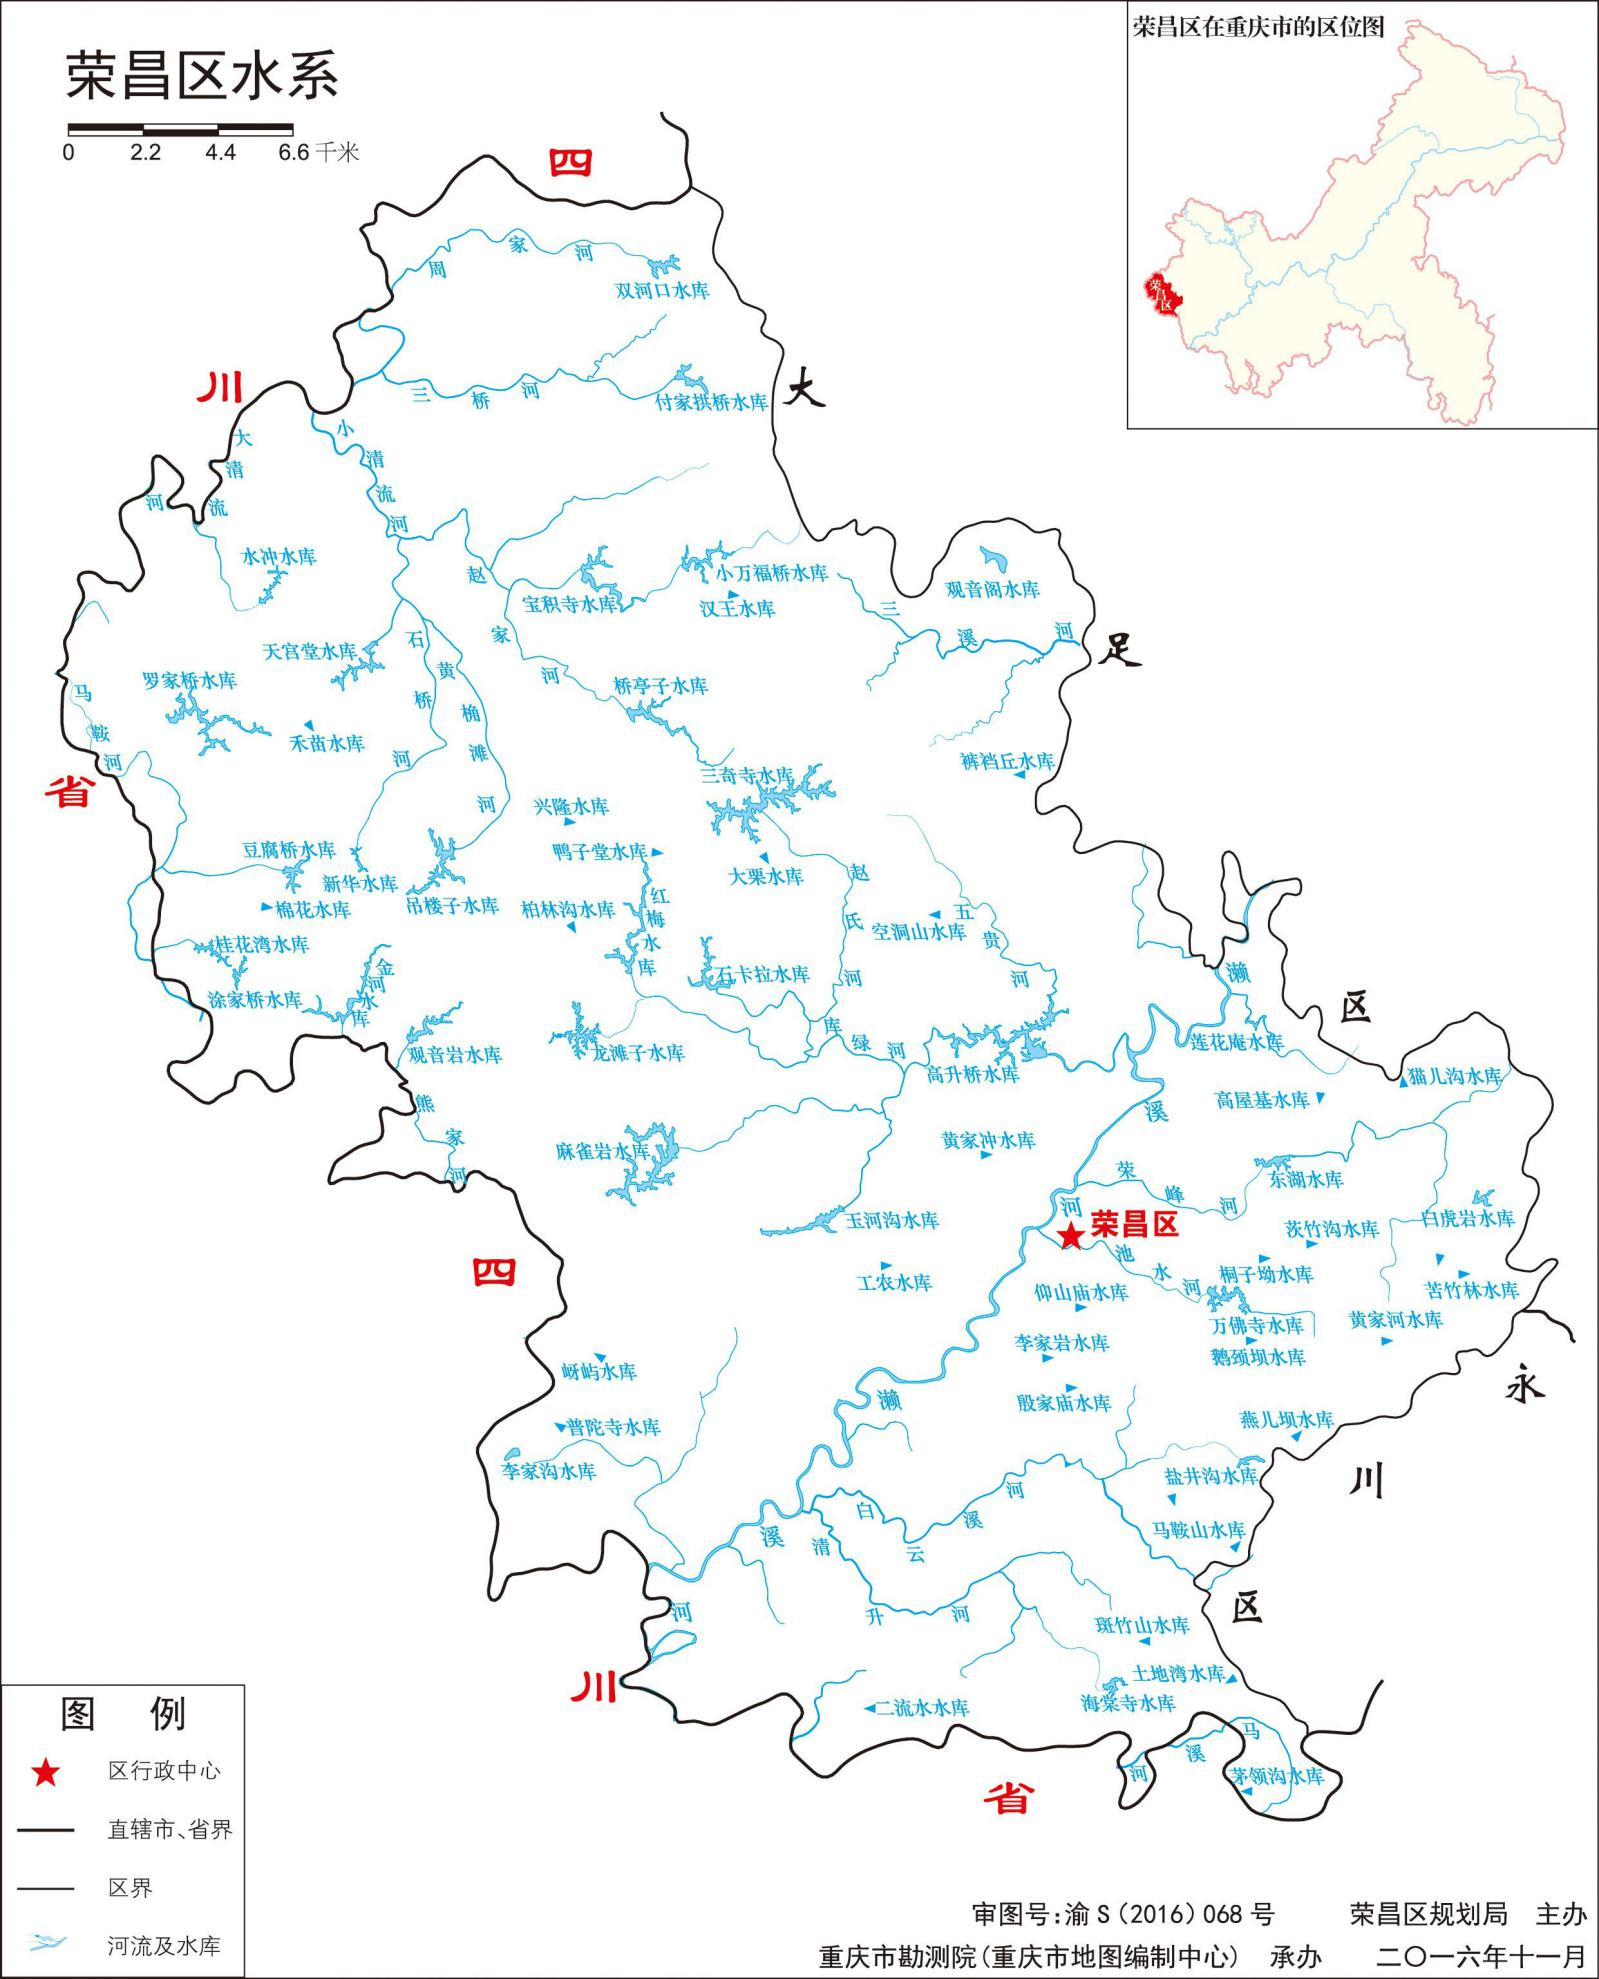 荣昌区水系
0 2.2 4.4 6.6 千米
荣昌区在重庆市的区位图
荣昌区
四
川
省
四
川
省
大
足
区
永
川
区
周家河
双河口水库
三桥河
付家拱桥水库
大清流河
小清流河
水冲水库
赵家河
宝积寺水库
小万福桥水库
汉王水库
观音阁水库
三溪河
天宫堂水库
石桥河
黄桷滩河
罗家桥水库
禾苗水库
马鞍河
桥亭子水库
裤裆丘水库
三奇寺水库
兴隆水库
鸭子堂水库
大栗水库
豆腐桥水库
新华水库
吊楼子水库
棉花水库
柏林沟水库
红梅水库
赵氏河
空洞山水库
五贵河
桂花湾水库
金河水库
涂家桥水库
石卡拉水库
观音岩水库
龙滩子水库
库绿河
高升桥水库
濑溪河
莲花庵水库
猫儿沟水库
高屋基水库
熊家河
麻雀岩水库
黄家冲水库
荣峰河
东湖水库
玉河沟水库
荣昌区
茨竹沟水库
白虎岩水库
池水河
桐子坳水库
工农水库
仰山庙水库
苦竹林水库
万佛寺水库
黄家河水库
李家岩水库
鹅颈坝水库
岈屿水库
殷家庙水库
濑溪河
燕儿坝水库
普陀寺水库
李家沟水库
盐井沟水库
白云溪河
马鞍山水库
清升河
斑竹山水库
土地湾水库
海棠寺水库
二流水水库
马溪河
茅领沟水库
图 例
区行政中心
直辖市、省界
区界
河流及水库
审图号:渝 S (2016) 068 号 荣昌区规划局 主办
重庆市勘测院(重庆市地图编制中心) 承办 二〇一六年十一月